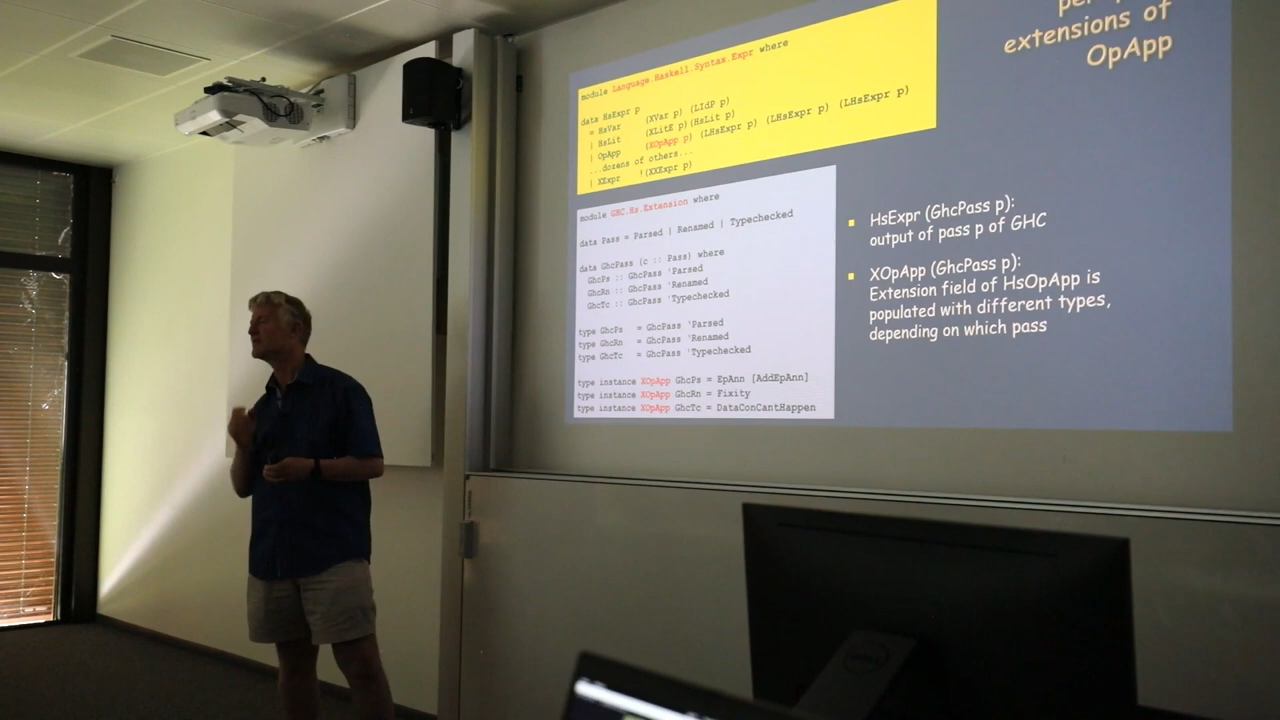 extensions of
OpApp
module Language.Haskell.Syntax.Expr where
data HsExpr p
= HsVar (XVar p) (LIdP p)
| HsLit (XLitE p)(HsLit p)
| OpApp (XOpApp p) (LHsExpr p) (LHsExpr p) (LHsExpr p)
...dozens of others...
| XExpr !(XXExpr p)
module GHC.Hs.Extension where
data Pass = Parsed | Renamed | Typechecked
data GhcPass (c :: Pass) where
GhcPs :: GhcPass 'Parsed
GhcRn :: GhcPass 'Renamed
GhcTc :: GhcPass 'Typechecked
type GhcPs = GhcPass 'Parsed
type GhcRn = GhcPass 'Renamed
type GhcTc = GhcPass 'Typechecked
type instance XOpApp GhcPs = EpAnn [AddEpAnn]
type instance XOpApp GhcRn = Fixity
type instance XOpApp GhcTc = DataConCantHappen
HsExpr (GhcPass p):
output of pass p of GHC
XOpApp (GhcPass p):
Extension field of HsOpApp is
populated with different types,
depending on which pass
DELL